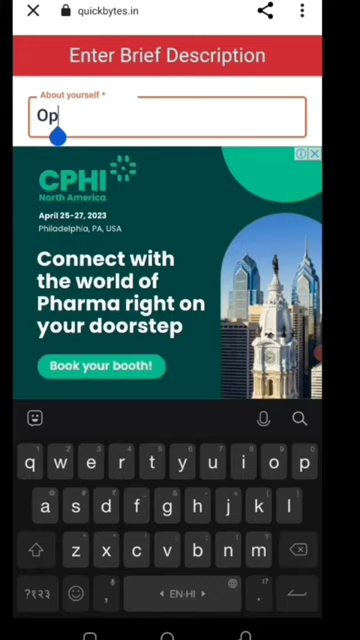 quickbytes.in
Enter Brief Description
About yourself *
Op
CPHI
North America
April 25-27, 2023
Philadelphia, PA, USA
Connect with
the world of
Pharma right on
your doorstep
Book your booth!
q w e r t y u i o p
a s d f g h j k l
z x c v b n m
?१२३ , EN·HI .